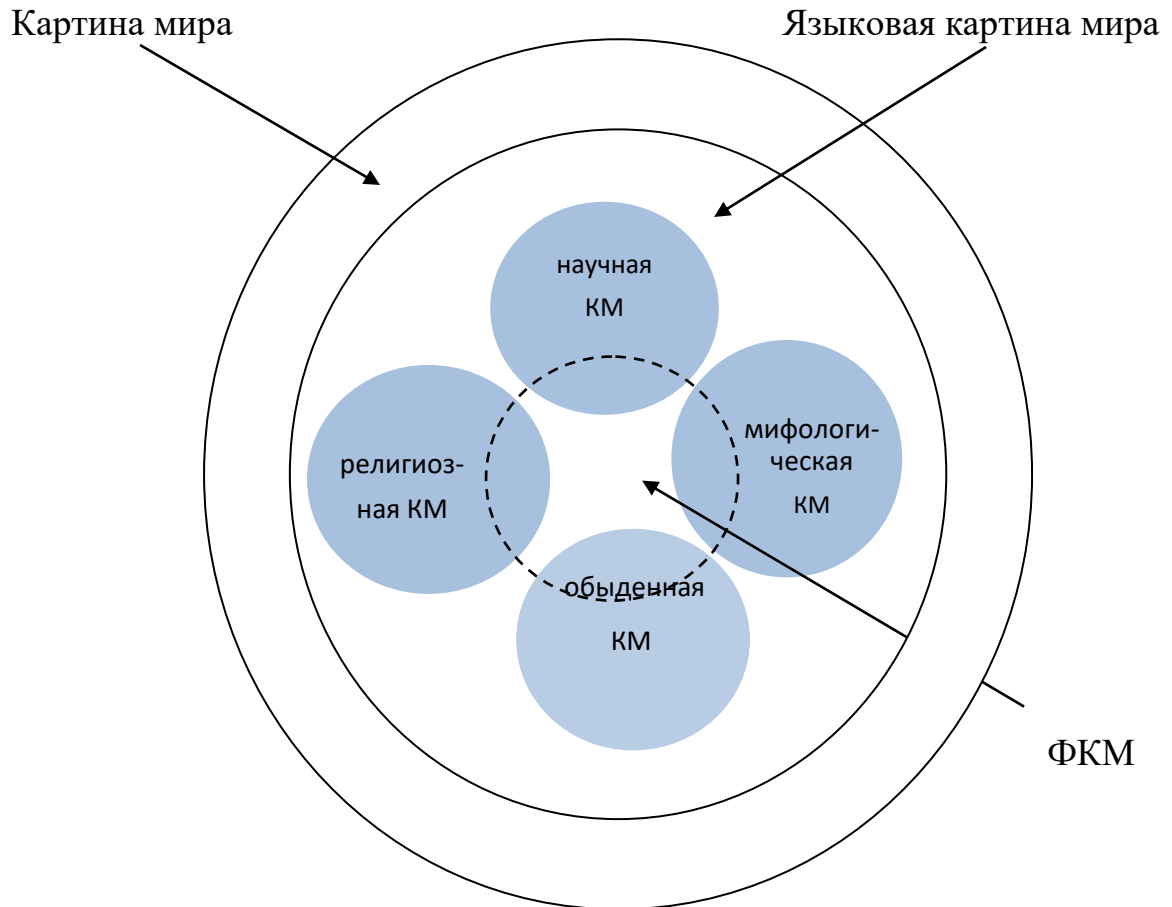 Картина мира
Языковая картина мира
научная
КМ
мифологи-
ческая
КМ
религиоз-
ная КМ
обыденная
КМ
ФКМ